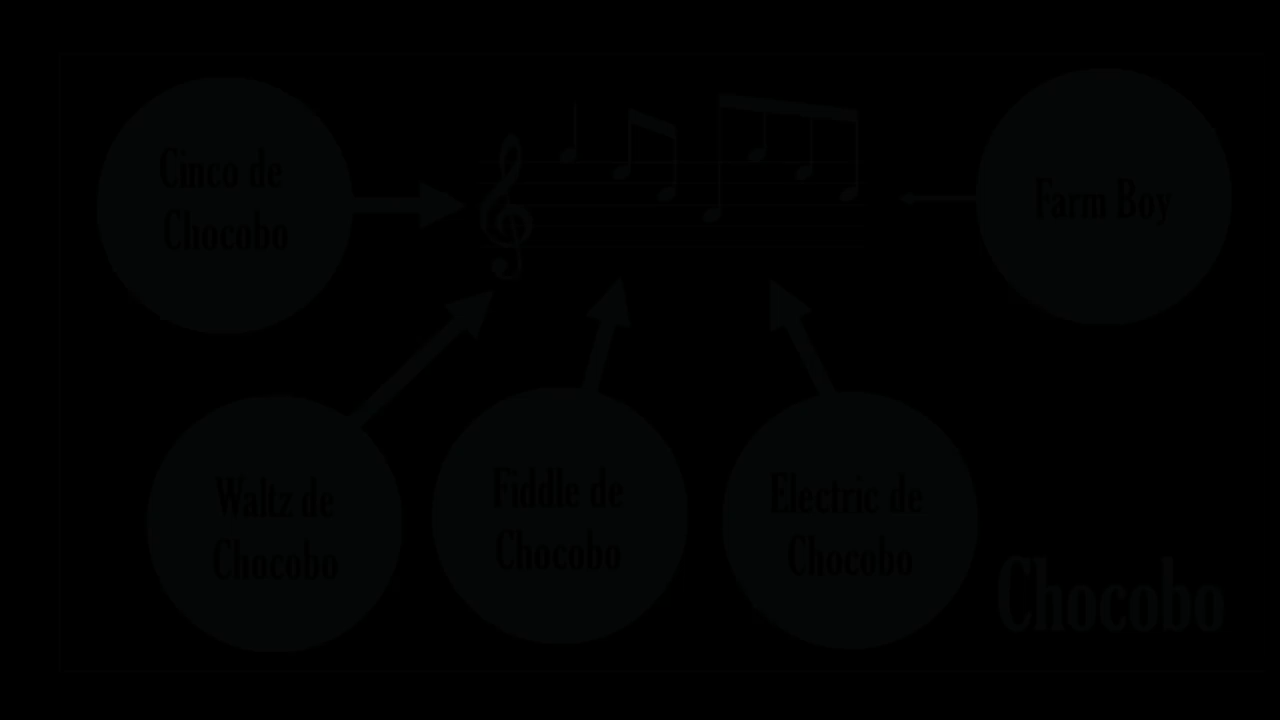 Cinco de
Chocobo
Farm Boy
Waltz de
Chocobo
Fiddle de
Chocobo
Electric de
Chocobo
Chocobo